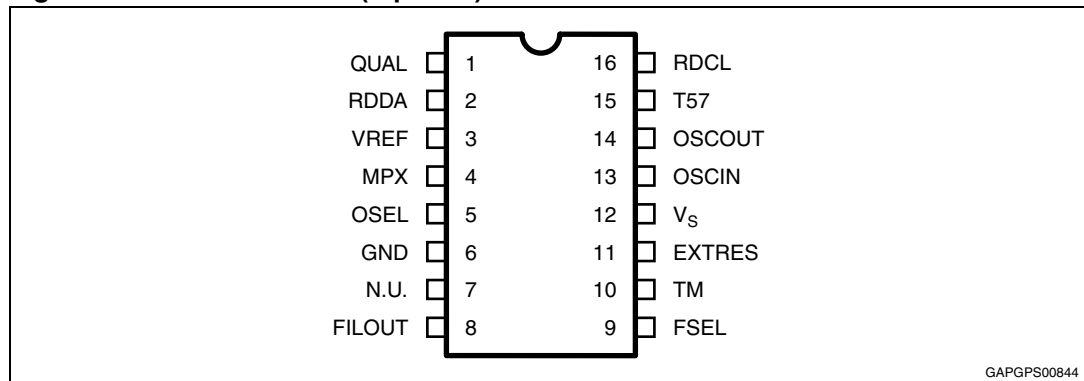 QUAL 1 16 RDCL
RDDA 2 15 T57
VREF 3 14 OSCOUT
MPX 4 13 OSCIN
OSEL 5 12 VS
GND 6 11 EXTRES
N.U. 7 10 TM
FILOUT 8 9 FSEL
GAPGPS00844